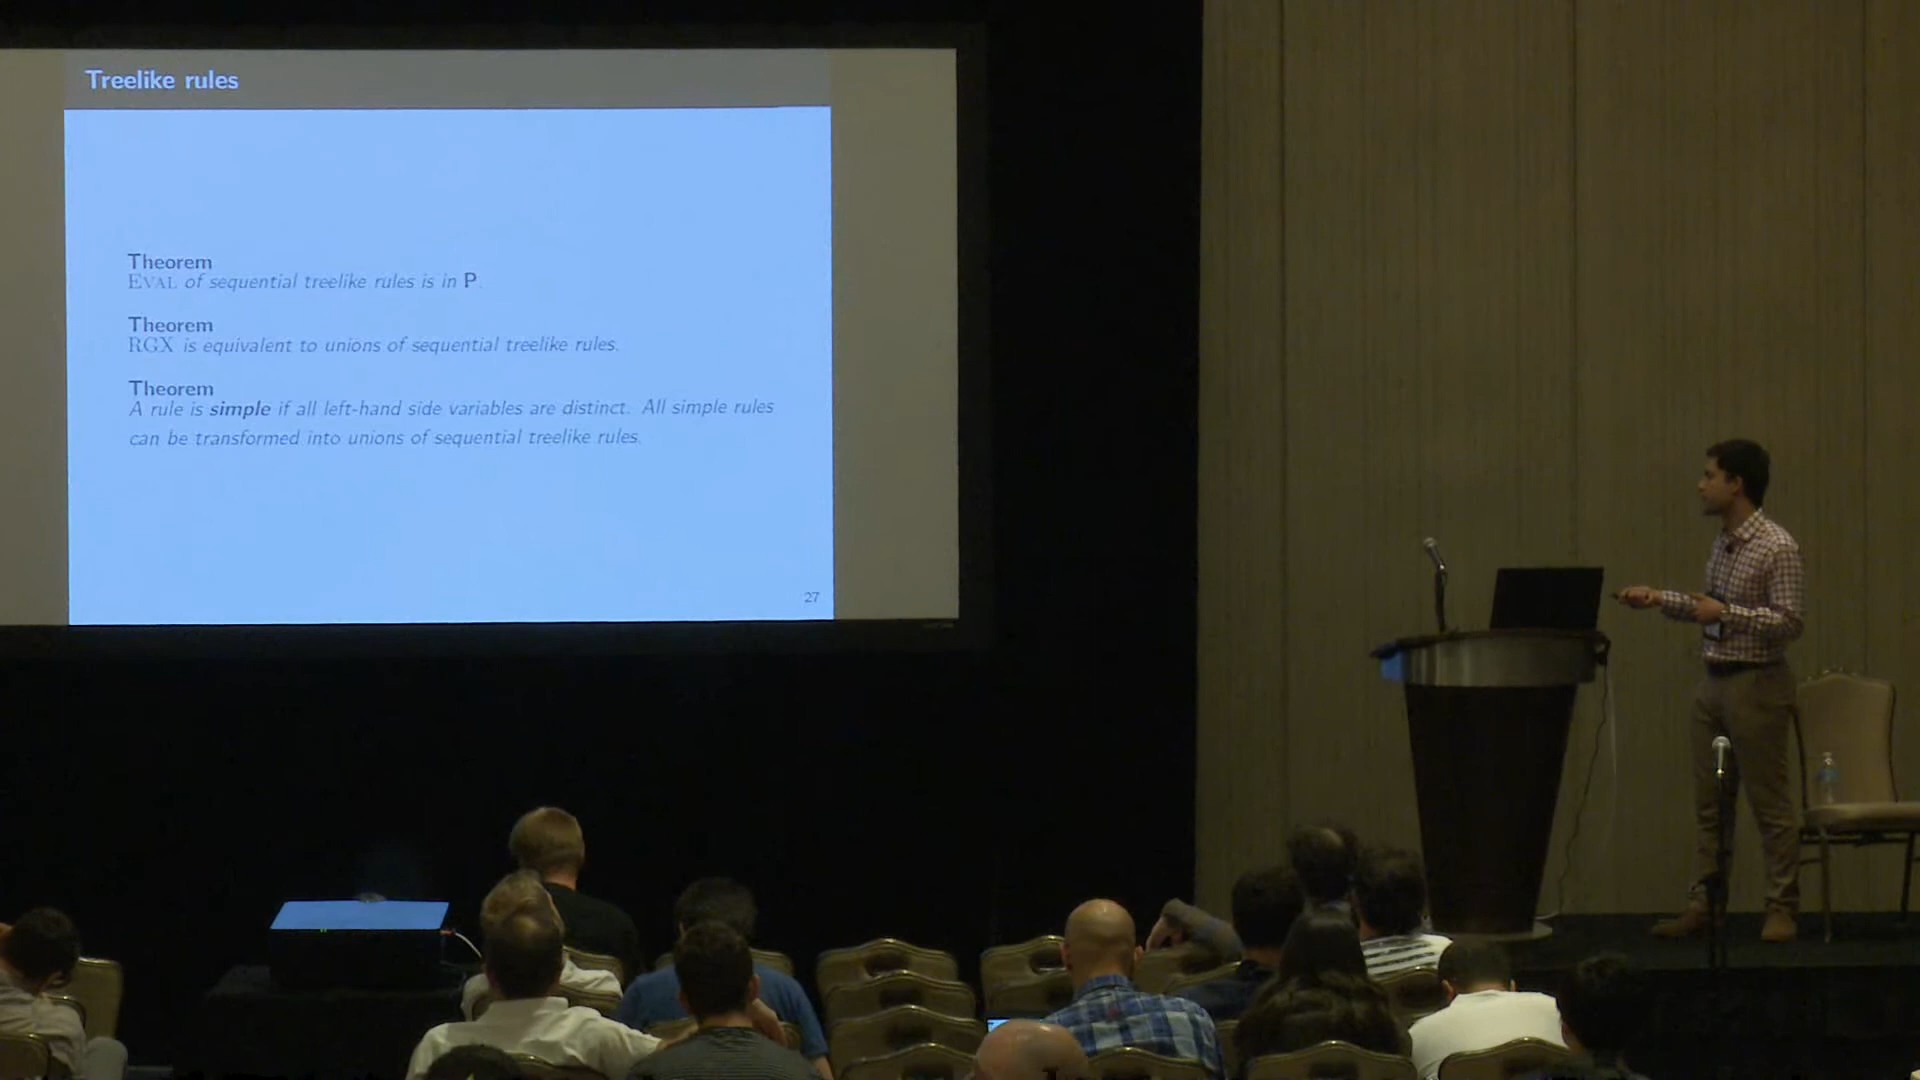 Treelike rules
Theorem
EVAL of sequential treelike rules is in P.
Theorem
RGX is equivalent to unions of sequential treelike rules.
Theorem
A rule is simple if all left-hand side variables are distinct. All simple rules
can be transformed into unions of sequential treelike rules.
27